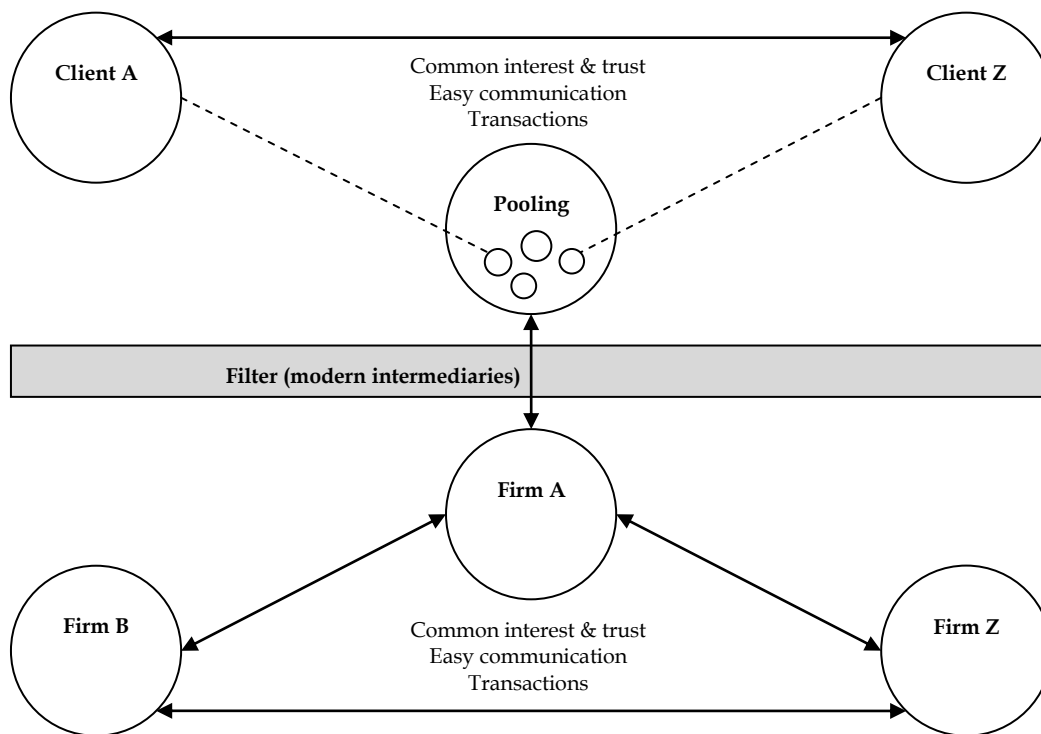 Client A
Client Z
Common interest & trust
Easy communication
Transactions
Pooling
Filter (modern intermediaries)
Firm A
Firm B
Firm Z
Common interest & trust
Easy communication
Transactions